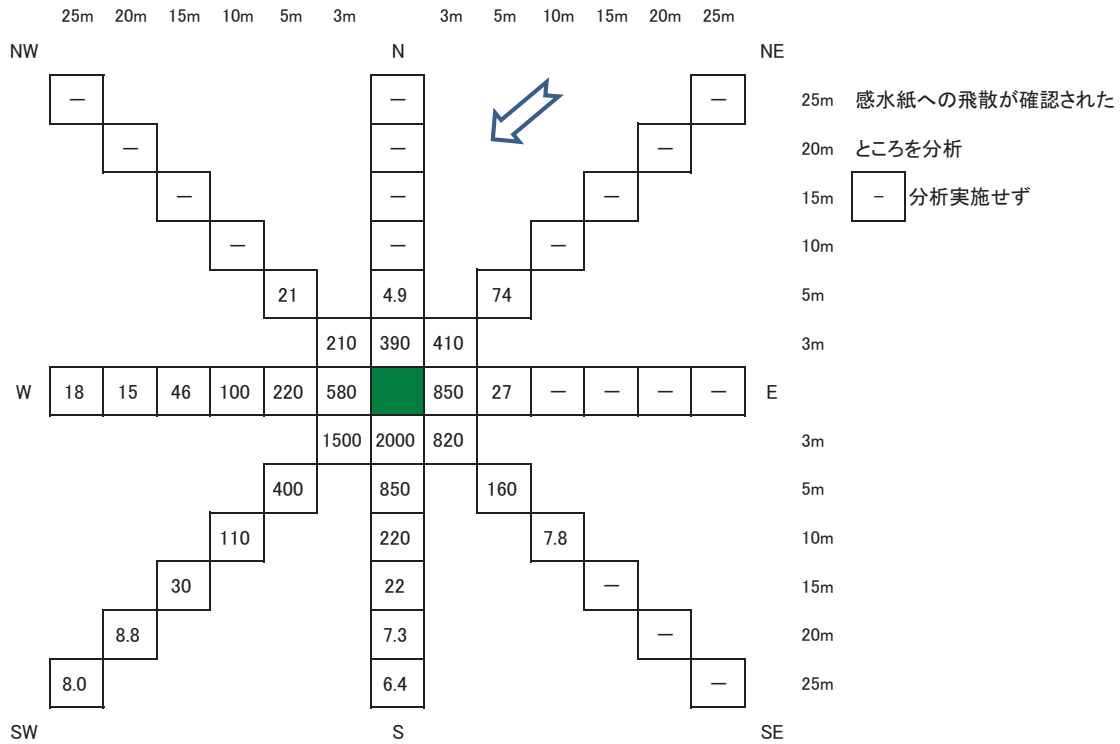 25m 20m 15m 10m 5m 3m 3m 5m 10m 15m 20m 25m
NW N NE
― ― ― 25m 感水紙への飛散が確認された
― ― ― 20m ところを分析
― ― ― 15m － 分析実施せず
― ― ― 10m
21 4.9 74 5m
210 390 410 3m
W 18 15 46 100 220 580 850 27 ― ― ― ― E
1500 2000 820 3m
400 850 160 5m
110 220 7.8 10m
30 22 ― 15m
8.8 7.3 ― 20m
8.0 6.4 ― 25m
SW S SE